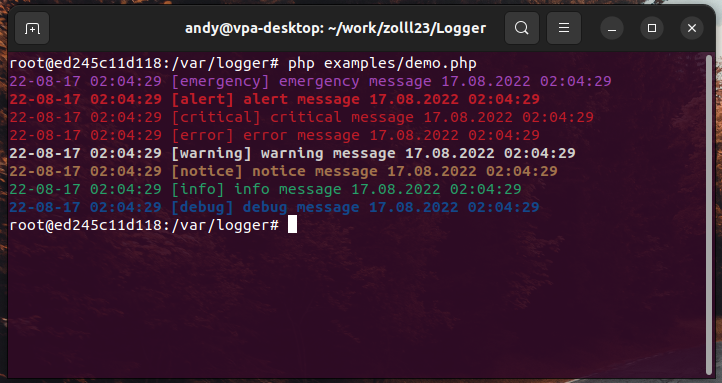 andy@vpa-desktop: ~/work/zolll23/Logger
root@ed245c11d118:/var/logger# php examples/demo.php
22-08-17 02:04:29 [emergency] emergency message 17.08.2022 02:04:29
22-08-17 02:04:29 [alert] alert message 17.08.2022 02:04:29
22-08-17 02:04:29 [critical] critical message 17.08.2022 02:04:29
22-08-17 02:04:29 [error] error message 17.08.2022 02:04:29
22-08-17 02:04:29 [warning] warning message 17.08.2022 02:04:29
22-08-17 02:04:29 [notice] notice message 17.08.2022 02:04:29
22-08-17 02:04:29 [info] info message 17.08.2022 02:04:29
22-08-17 02:04:29 [debug] debug message 17.08.2022 02:04:29
root@ed245c11d118:/var/logger#